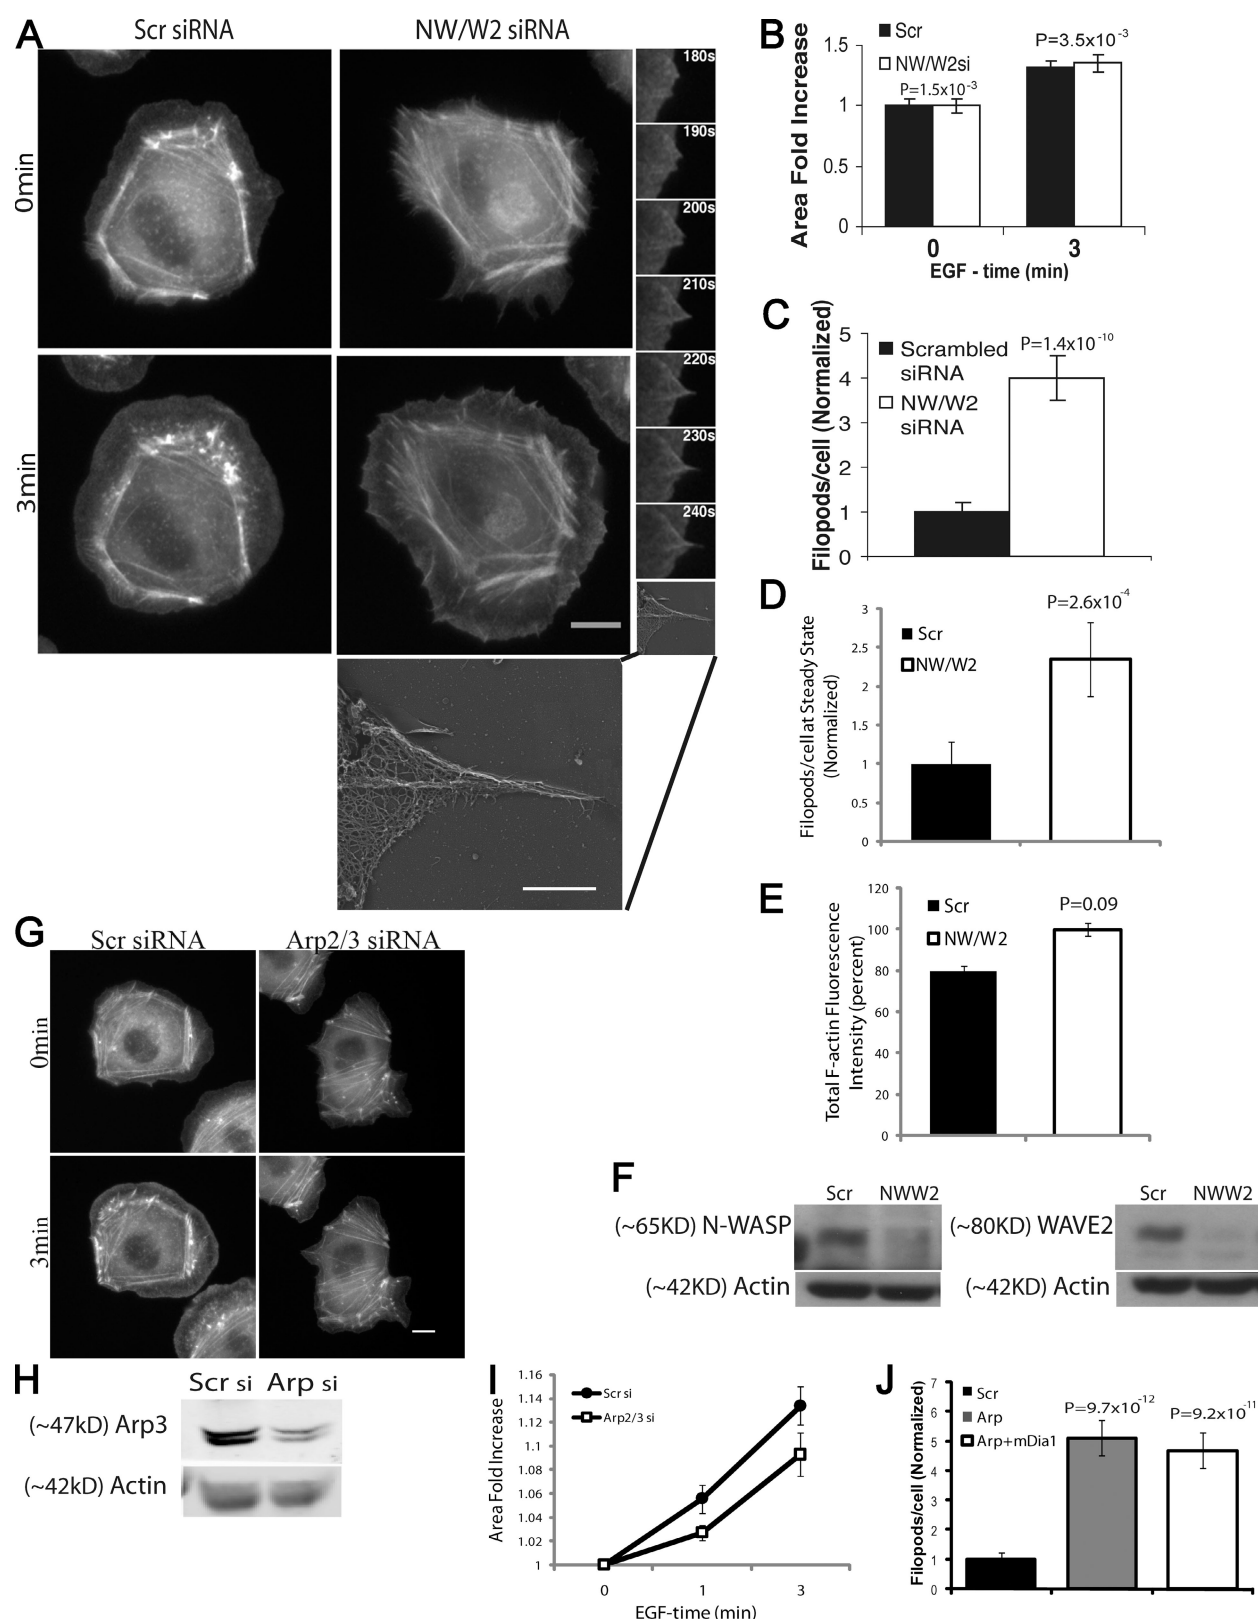 A
Scr siRNA
NW/W2 siRNA
0min
3min
180s
190s
200s
210s
220s
230s
240s
B
Area Fold Increase
1.5
1
0.5
0
Scr
NW/W2si
P=1.5x10-3
P=3.5x10-3
0
3
EGF - time (min)
C
Filopods/cell (Normalized)
5
4
3
2
1
0
Scrambled
siRNA
NW/W2
siRNA
P=1.4x10-10
D
Filopods/cell at Steady State
(Normalized)
3
2.5
2
1.5
1
0.5
0
Scr
NW/W2
P=2.6x10-4
E
Total F-actin Fluorescence
Intensity (percent)
120
100
80
60
40
20
0
Scr
NW/W2
P=0.09
F
Scr NWW2
(~65KD) N-WASP
(~42KD) Actin
Scr NWW2
(~80KD) WAVE2
(~42KD) Actin
G
Scr siRNA
Arp2/3 siRNA
0min
3min
H
Scr si Arp si
(~47kD) Arp3
(~42kD) Actin
I
Area Fold Increase
1.16
1.14
1.12
1.1
1.08
1.06
1.04
1.02
1
Scr si
Arp2/3 si
0
1
3
EGF-time (min)
J
Filopods/cell (Normalized)
7
6
5
4
3
2
1
0
Scr
Arp
Arp+mDia1
P=9.7x10-12
P=9.2x10-11